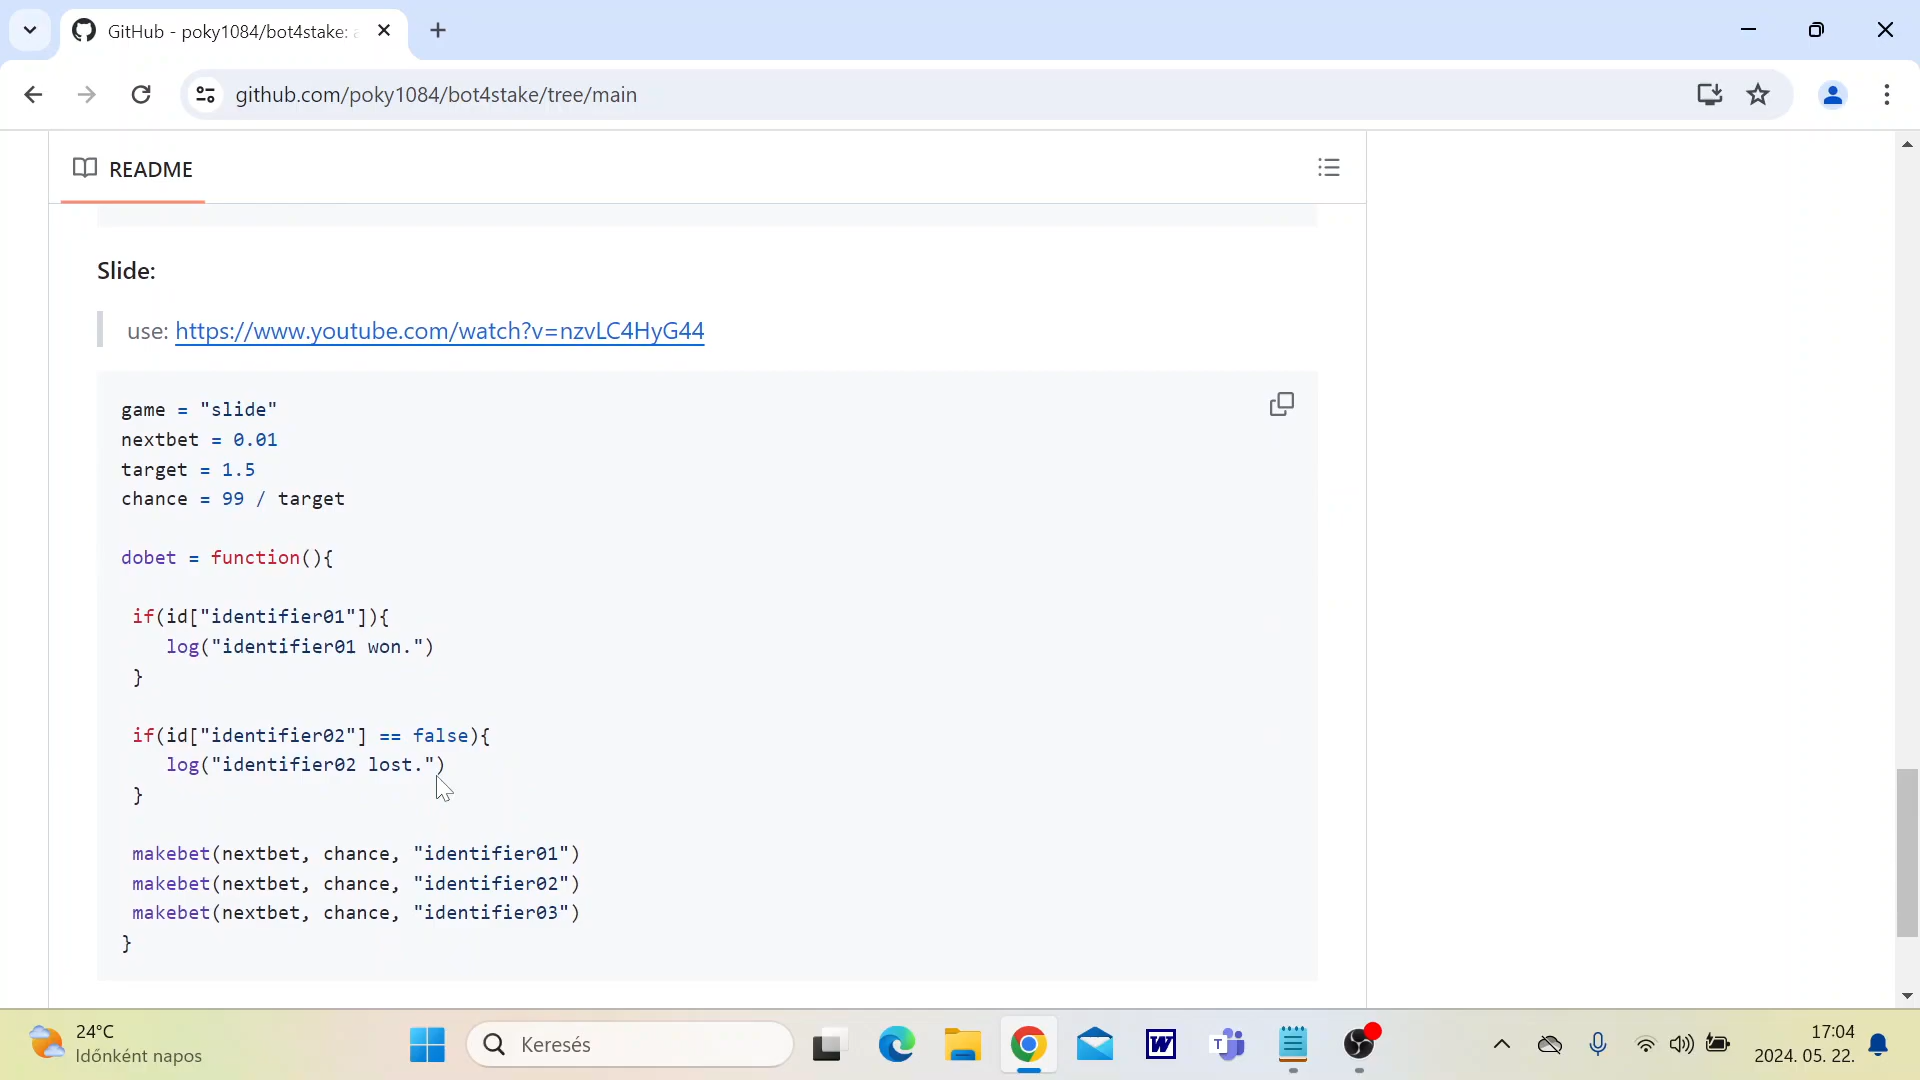 GitHub - poky1084/bot4stake: a
github.com/poky1084/bot4stake/tree/main
README
Slide:
use: https://www.youtube.com/watch?v=nzvLC4HyG44
game = "slide"
nextbet = 0.01
target = 1.5
chance = 99 / target
dobet = function(){
if(id["identifier01"]){
log("identifier01 won.")
}
if(id["identifier02"] == false){
log("identifier02 lost.")
}
makebet(nextbet, chance, "identifier01")
makebet(nextbet, chance, "identifier02")
makebet(nextbet, chance, "identifier03")
}
24°C
Időnként napos
Keresés
17:04
2024. 05. 22.